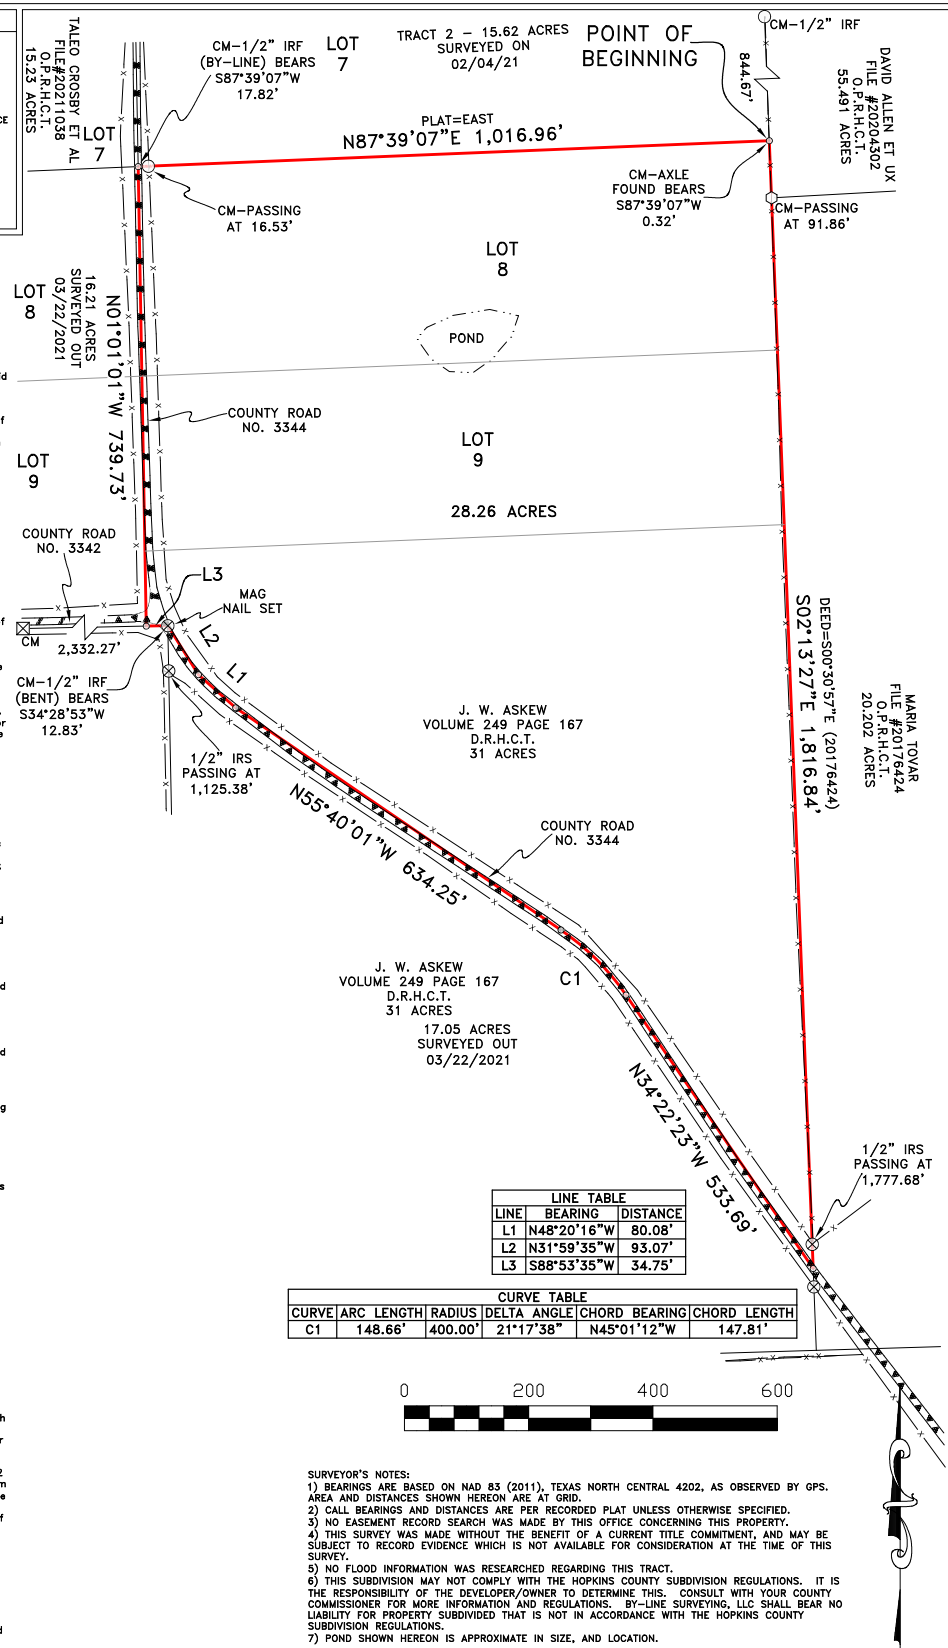 CM-1/2" IRF
(BY-LINE) BEARS
S87°39'07"W
17.82'
LOT
7
TRACT 2 - 15.62 ACRES
SURVEYED ON
02/04/21
POINT OF
BEGINNING
CM-1/2" IRF
844.67'
DAVID ALLEN ET UX
FILE #20204302
O.P.R.H.C.T.
55.491 ACRES
TALEO CROSBY ET AL
FILE#20211038
O.P.R.H.C.T.
15.23 ACRES
LOT
7
PLAT=EAST
N87°39'07"E 1,016.96'
CM-PASSING
AT 16.53'
CM-AXLE
FOUND BEARS
S87°39'07"W
0.32'
CM-PASSING
AT 91.86'
LOT
8
LOT
8
16.21 ACRES
SURVEYED OUT
03/22/2021
N01°01'01"W 739.73'
POND
COUNTY ROAD
NO. 3344
LOT
9
LOT
9
28.26 ACRES
COUNTY ROAD
NO. 3342
L3
MAG
NAIL SET
L2
L1
CM
2,332.27'
CM-1/2" IRF
(BENT) BEARS
S34°28'53"W
12.83'
1/2" IRS
PASSING AT
1,125.38'
DEED=S00°30'57"E (20176424)
S02°13'27"E 1,816.84'
MARIA TOVAR
FILE #20176424
O.P.R.H.C.T.
20.202 ACRES
J. W. ASKEW
VOLUME 249 PAGE 167
D.R.H.C.T.
31 ACRES
N55°40'01"W 634.25'
COUNTY ROAD
NO. 3344
C1
J. W. ASKEW
VOLUME 249 PAGE 167
D.R.H.C.T.
31 ACRES
17.05 ACRES
SURVEYED OUT
03/22/2021
N34°22'23"W 533.69'
1/2" IRS
PASSING AT
1,777.68'
LINE TABLE
LINE BEARING DISTANCE
L1 N48°20'16"W 80.08'
L2 N31°59'35"W 93.07'
L3 S88°53'35"W 34.75'
CURVE TABLE
CURVE ARC LENGTH RADIUS DELTA ANGLE CHORD BEARING CHORD LENGTH
C1 148.66' 400.00' 21°17'38" N45°01'12"W 147.81'
0 200 400 600
SURVEYOR'S NOTES:
1) BEARINGS ARE BASED ON NAD 83 (2011), TEXAS NORTH CENTRAL 4202, AS OBSERVED BY GPS.
AREA AND DISTANCES SHOWN HEREON ARE AT GRID.
2) CALL BEARINGS AND DISTANCES ARE PER RECORDED PLAT UNLESS OTHERWISE SPECIFIED.
3) NO EASEMENT RECORD SEARCH WAS MADE BY THIS OFFICE CONCERNING THIS PROPERTY.
4) THIS SURVEY WAS MADE WITHOUT THE BENEFIT OF A CURRENT TITLE COMMITMENT, AND MAY BE
SUBJECT TO RECORD EVIDENCE WHICH IS NOT AVAILABLE FOR CONSIDERATION AT THE TIME OF THIS
SURVEY.
5) NO FLOOD INFORMATION WAS RESEARCHED REGARDING THIS TRACT.
6) THIS SUBDIVISION MAY NOT COMPLY WITH THE HOPKINS COUNTY SUBDIVISION REGULATIONS. IT IS
THE RESPONSIBILITY OF THE DEVELOPER/OWNER TO DETERMINE THIS. CONSULT WITH YOUR COUNTY
COMMISSIONER FOR MORE INFORMATION AND REGULATIONS. BY-LINE SURVEYING, LLC SHALL BEAR NO
LIABILITY FOR PROPERTY SUBDIVIDED THAT IS NOT IN ACCORDANCE WITH THE HOPKINS COUNTY
SUBDIVISION REGULATIONS.
7) POND SHOWN HEREON IS APPROXIMATE IN SIZE, AND LOCATION.